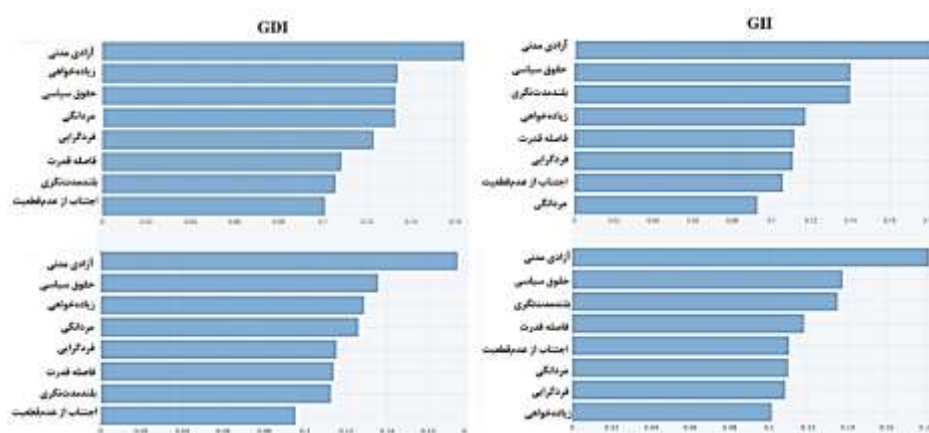 GDI
آزادی مدنی
زیاده‌خواهی
حقوق سیاسی
مردانگی
فردگرایی
فاصله قدرت
بلندمدت‌نگری
اجتناب از عدم‌قطعیت
GII
آزادی مدنی
حقوق سیاسی
بلندمدت‌نگری
زیاده‌خواهی
فاصله قدرت
فردگرایی
اجتناب از عدم‌قطعیت
مردانگی
آزادی مدنی
حقوق سیاسی
زیاده‌خواهی
مردانگی
فردگرایی
فاصله قدرت
بلندمدت‌نگری
اجتناب از عدم‌قطعیت
آزادی مدنی
حقوق سیاسی
بلندمدت‌نگری
فاصله قدرت
اجتناب از عدم‌قطعیت
مردانگی
فردگرایی
زیاده‌خواهی